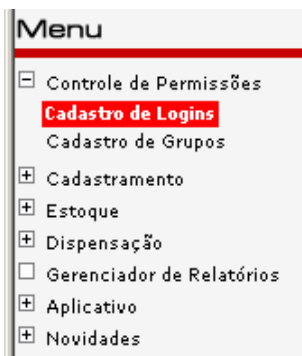 Menu
Controle de Permissões
Cadastro de Logins
Cadastro de Grupos
Cadastramento
Estoque
Dispensação
Gerenciador de Relatórios
Aplicativo
Novidades